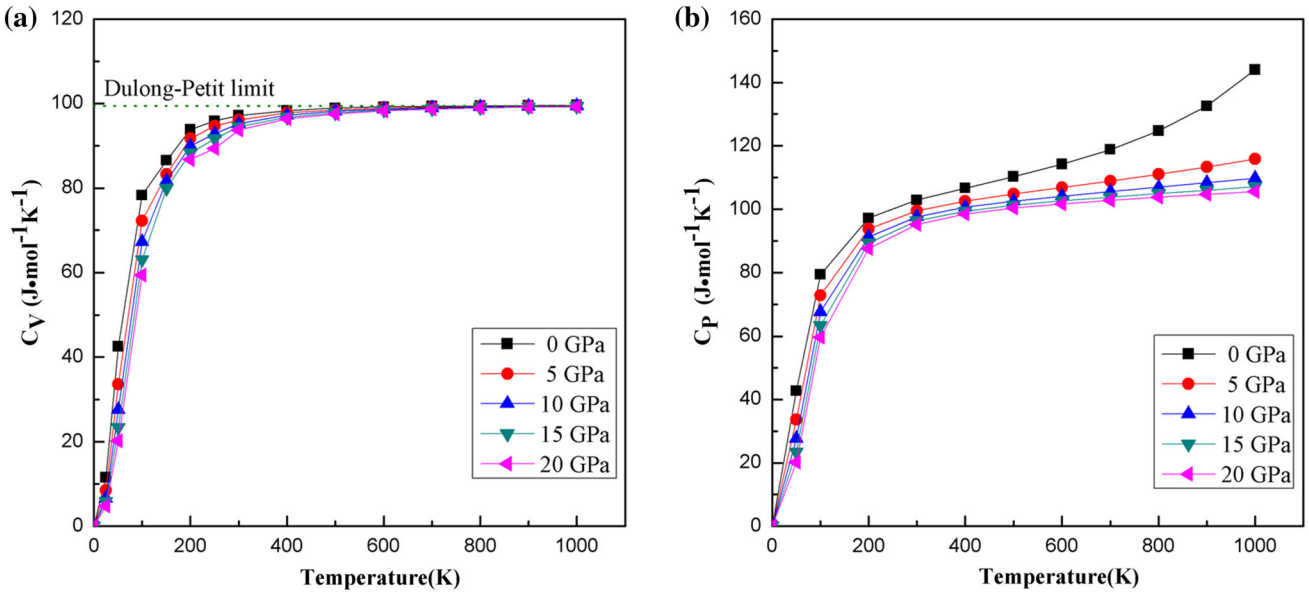 (a)
120
100
80
60
40
20
0
C_V (J•mol⁻¹K⁻¹)
Dulong-Petit limit
0 GPa
5 GPa
10 GPa
15 GPa
20 GPa
0 200 400 600 800 1000
Temperature(K)
(b)
160
140
120
100
80
60
40
20
0
C_P (J•mol⁻¹K⁻¹)
0 GPa
5 GPa
10 GPa
15 GPa
20 GPa
0 200 400 600 800 1000
Temperature(K)